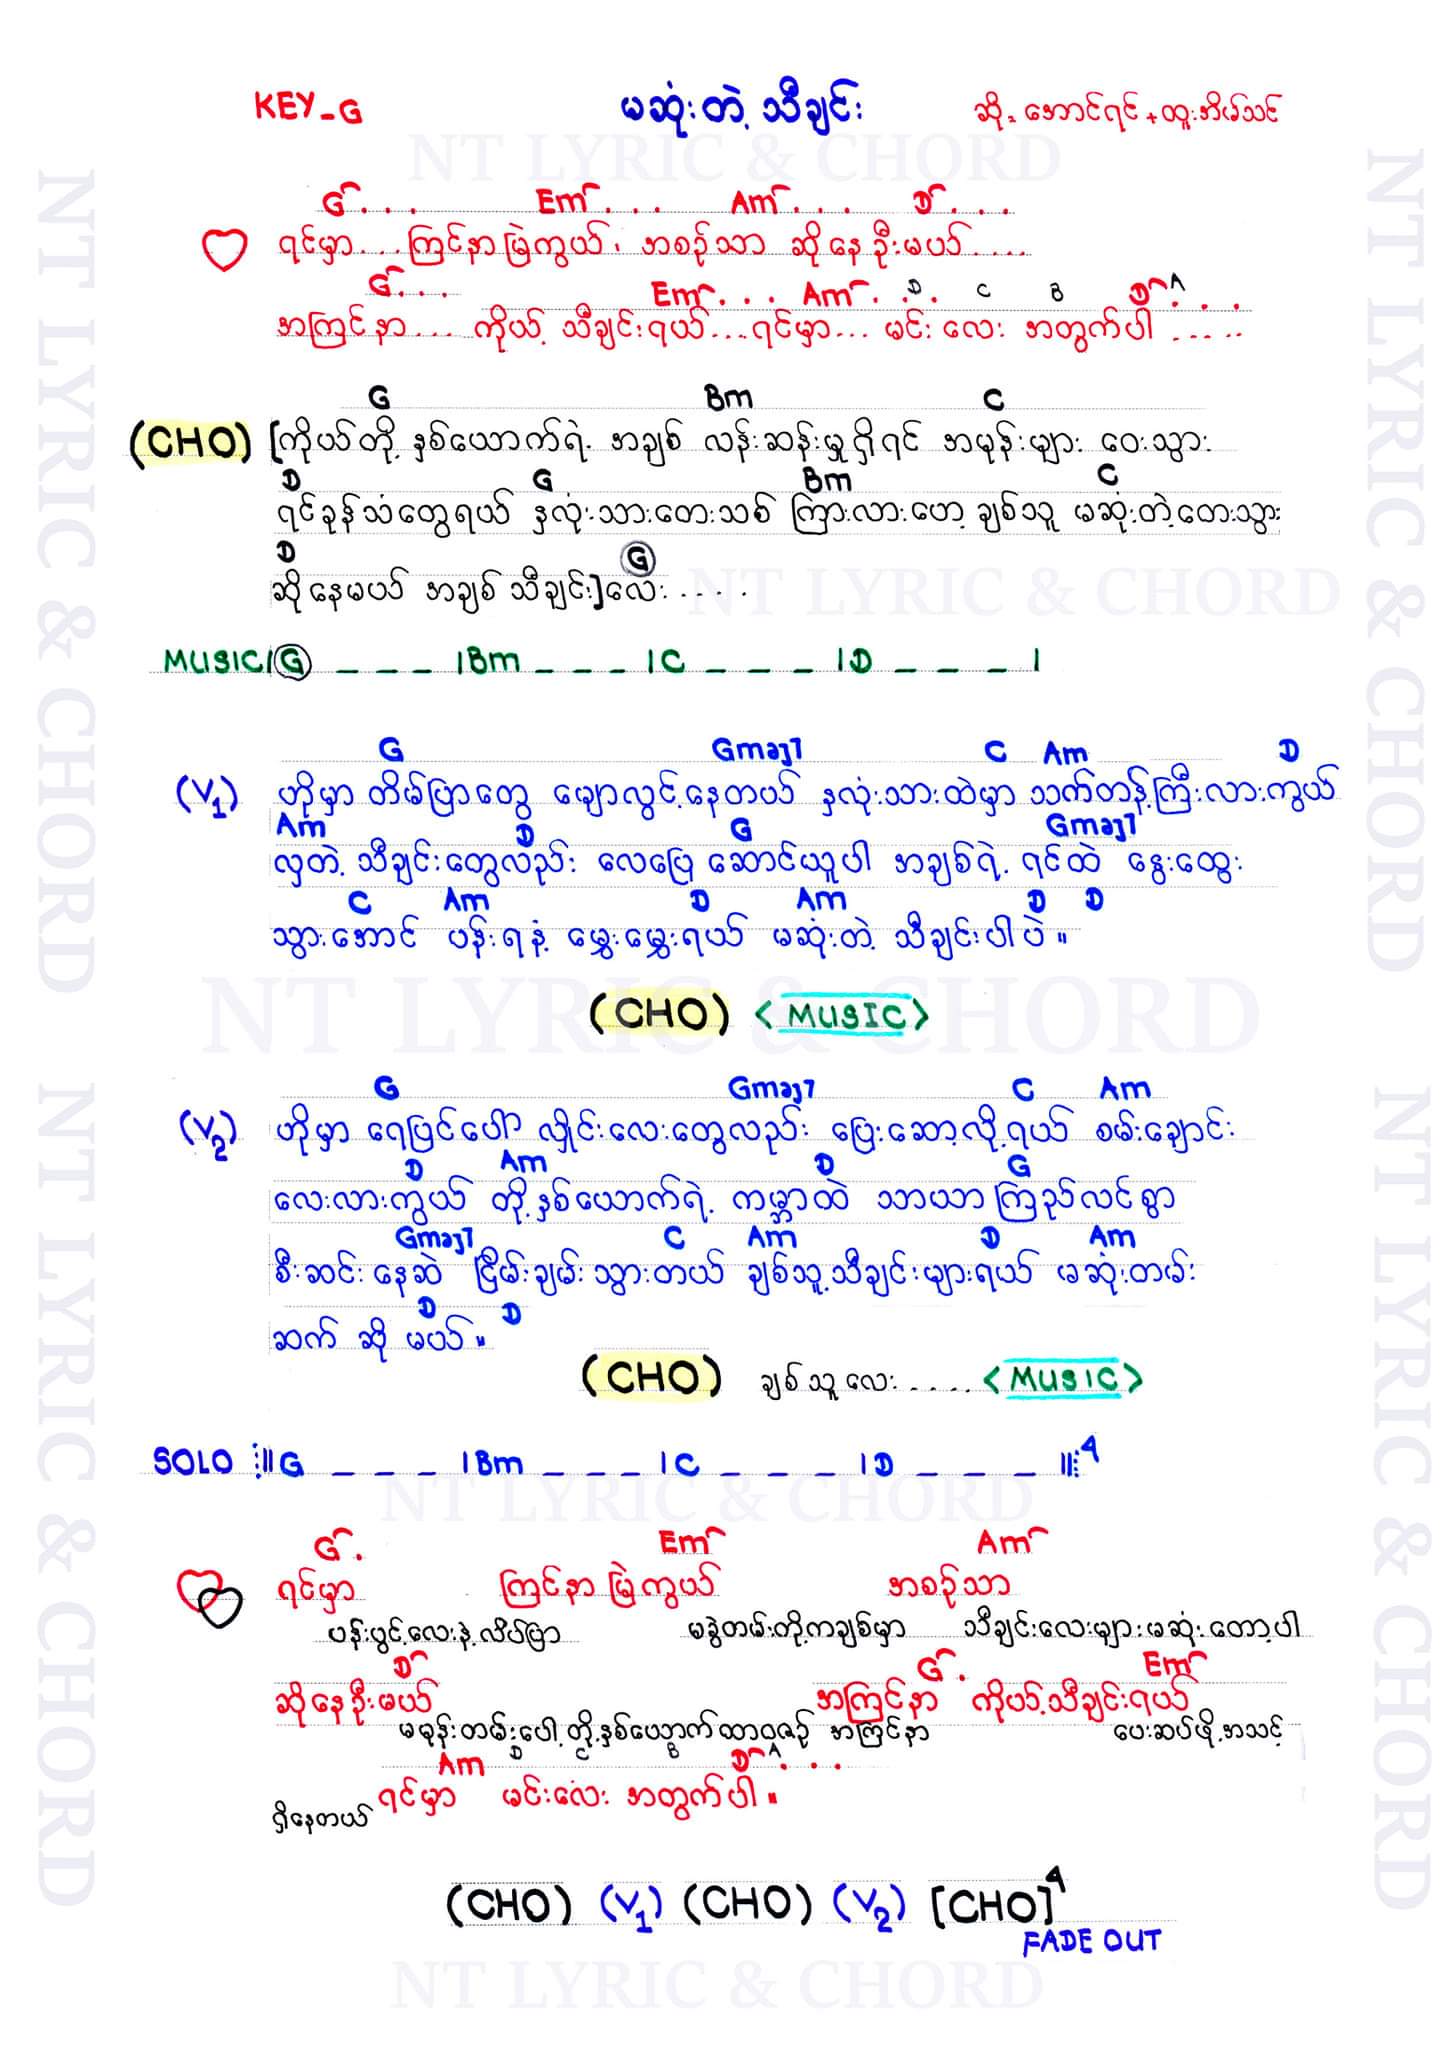 KEY-G
မဆုံးတဲ့ သီချင်း
ဆို = အောင်ရင် + ထူးအိမ်သင်
G . . . Em . . . Am . . . D . . .
ရင်မှာ . . . ကြင်နာမြဲကွယ် ၊ အစဉ်သာ ဆိုနေဦးမယ် . . . .
G . . . Em . . . Am . . D . C B D A . . .
အကြင်နာ . . . . ကိုယ့် သီချင်းရယ် . . . ရင်မှာ . . . မင်းလေး အတွက်ပါ . . . . .
G Bm C
(CHO) [ကိုယ်တို့ နှစ်ယောက်ရဲ့ အချစ် လန်းဆန်းမှုရှိရင် အမုန်းများ ဝေးသွား
D G Bm C
ရင်ခုန်သံတွေရယ် နှလုံးသားတေးသစ် ကြားလားဟော့ ချစ်သူ မဆုံးတဲ့တေးသွား
D G
ဆိုနေမယ် အချစ် သီချင်း]လေး . . . . .
MUSIC | G _ _ _ | Bm _ _ _ | C _ _ _ | D _ _ _ |
G Gmaj7 C Am D
(V1) ဟိုမှာ တိမ်ပြာတွေ မျောလွင့်နေတယ် နှလုံးသားထဲမှာ သက်တန့်ကြီးလားကွယ်
Am D G Gmaj7
လှတဲ့ သီချင်းတွေလည်း လေပြေ ဆောင်ယူပါ အချစ်ရဲ့ ရင်ထဲ နွေးထွေး
C Am D Am D D
သွားအောင် ပန်းရနံ့ မွှေးမွှေးရယ် မဆုံးတဲ့ သီချင်းပါပဲ ။
(CHO) < MUSIC >
G Gmaj7 C Am
(V2) ဟိုမှာ ရေပြင်ပေါ် လှိုင်းလေးတွေလည်း ပြေးဆော့လို့ရယ် စမ်းချောင်း
D Am D G
လေးလားကွယ် တို့နှစ်ယောက်ရဲ့ ကမ္ဘာထဲ သာယာကြည်လင်စွာ
Gmaj7 C Am D Am
စီးဆင်းနေဆဲ ငြိမ်းချမ်းသွားတယ် ချစ်သူ့သီချင်းများရယ် မဆုံးတမ်း
D D
ဆက် ဆို မယ် ။
(CHO) ချစ်သူလေး . . . . . < MUSIC >
SOLO ||: G _ _ _ | Bm _ _ _ | C _ _ _ | D _ _ _ :|| 4
G . Em Am
ရင်မှာ ကြင်နာမြဲကွယ် အစဉ်သာ
ပန်းပွင့်လေးနဲ့လိပ်ပြာ မခွဲတမ်းတို့ကချစ်မှာ သီချင်းလေးများမဆုံးတော့ပါ
D G . Em
ဆိုနေဦးမယ် အကြင်နာ ကိုယ့်သီချင်းရယ်
မမုန်းတမ်းပေါ့တို့နှစ်ယောက်ထာဝစဉ် အကြင်နာ ပေးဆပ်ဖို့အသင့်
Am D C B D A . . .
ရင်မှာ မင်းလေး အတွက်ပါ ။
ရှိနေတယ်
(CHO) (V1) (CHO) (V2) [CHO]4
FADE OUT
NT LYRIC & CHORD
NT LYRIC & CHORD
NT LYRIC & CHORD
NT LYRIC & CHORD
NT LYRIC & CHORD
NT LYRIC & CHORD
NT LYRIC & CHORD
NT LYRIC & CHORD
NT LYRIC & CHORD